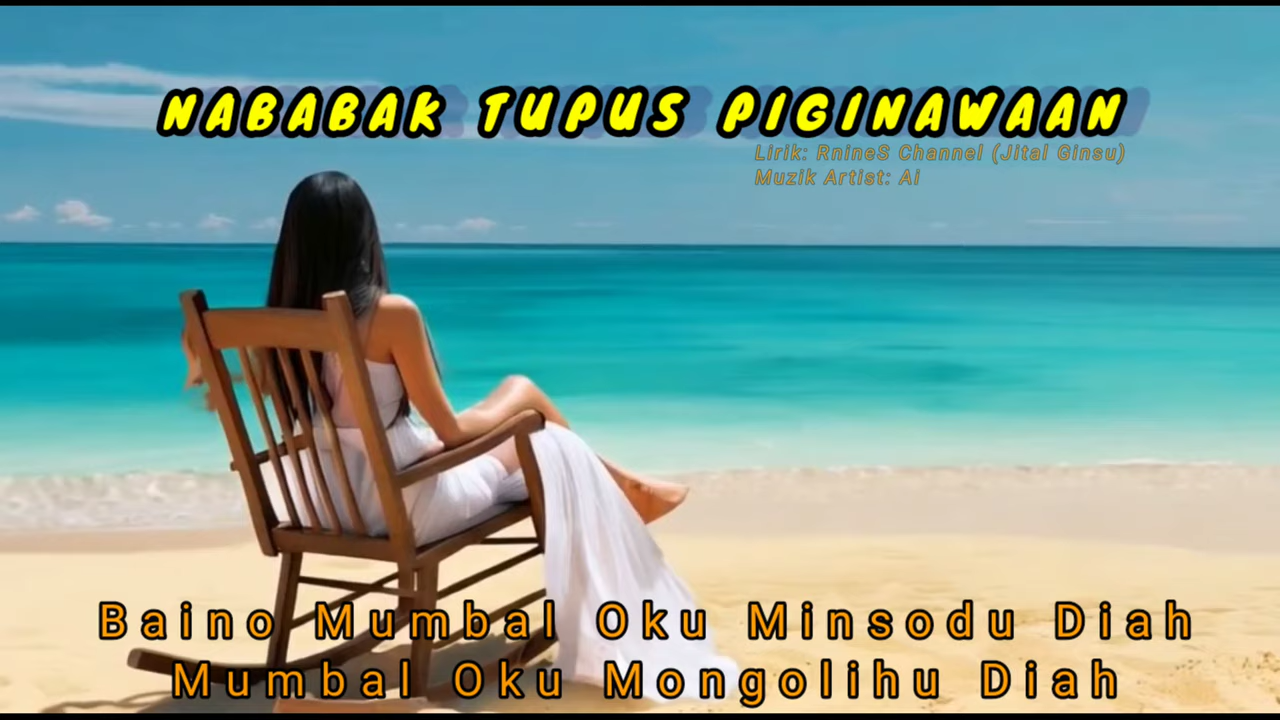 NABABAK TUPUS PIGINAWAAN
Lirik: RnineS Channel (Jital Ginsu)
Muzik Artist: Ai
Baino Mumbal Oku Minsodu Diah
Mumbal Oku Mongolihu Diah